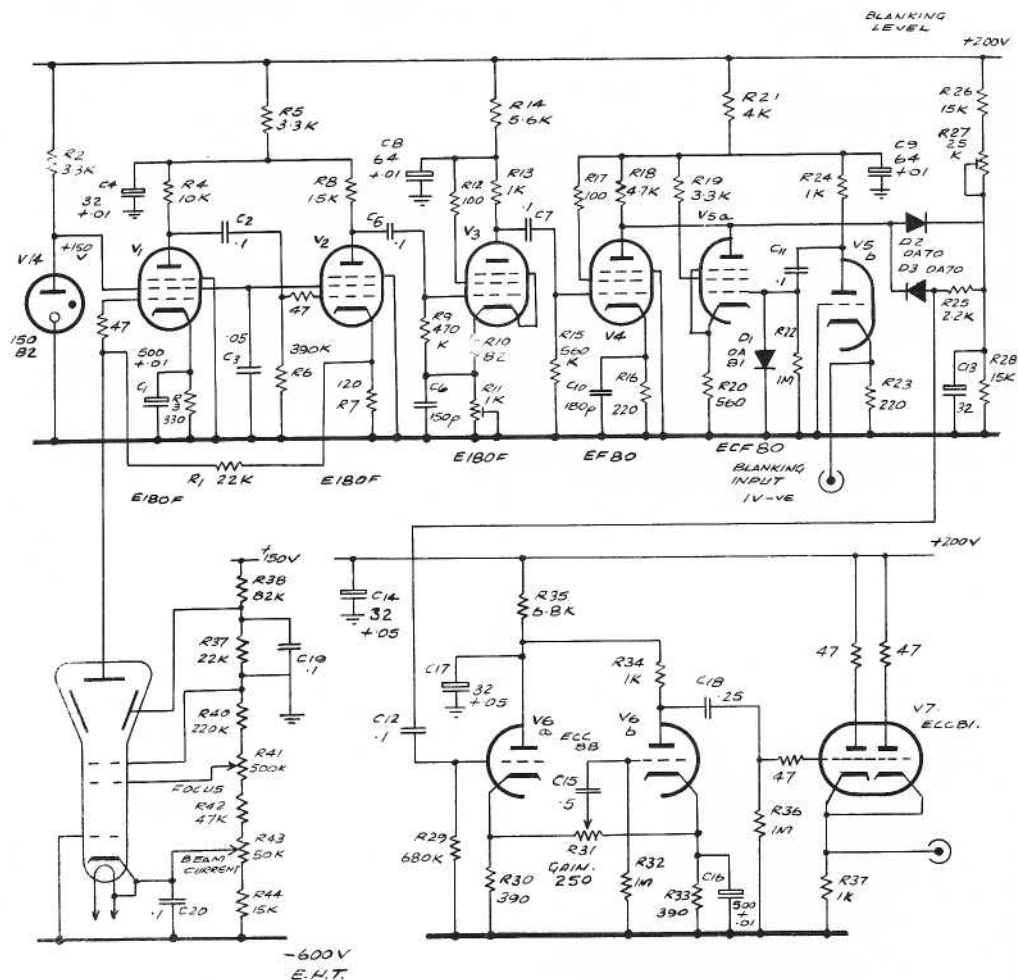 BLANKING
LEVEL
+200V
R5
3.3K
R14
5.6K
R21
4K
R26
15K
R27
25
K
R2
3.3K
C4
32
+.01
R4
10K
C2
.1
R8
15K
C8
64
+.01
R12
100
R13
1K
C7
.1
R17
100
R18
4.7K
R19
3.3K
R24
1K
C9
64
+.01
V14
+150
V
V1
V2
C5
.1
V3
V4
V5a
C11
.1
V5
b
D2
OA70
D3 OA70
R25
2.2K
150
B2
47
500
+.01
C1
R
3
330
.05
C3
47
390K
R6
120
R7
R9
470
K
R10
82
C6
150p
R11
1K
R15
560
K
C10
180p
R16
220
D1
OA
81
R20
560
R22
1M
R23
220
C13
32
R28
15K
R1 22K
E180F
E180F
E180F
EF80
ECF80
BLANKING
INPUT
1V-VE
+150V
R38
82K
R37
22K
C19
.1
R40
220K
R41
500K
FOCUS
R42
47K
R43
50K
BEAM
CURRENT
R44
15K
.1
C20
-600V
E.H.T.
+200V
C14
32
+.05
R35
6.8K
C17
32
+.05
R34
1K
C18
.25
47
47
C12
.1
V6
a
ECC
88
V6
b
V7.
ECC81.
C15
.5
47
R29
680K
R31
GAIN.
250
R30
390
R32
1M
R33
390
C16
500
+.01
R36
1M
R37
1K